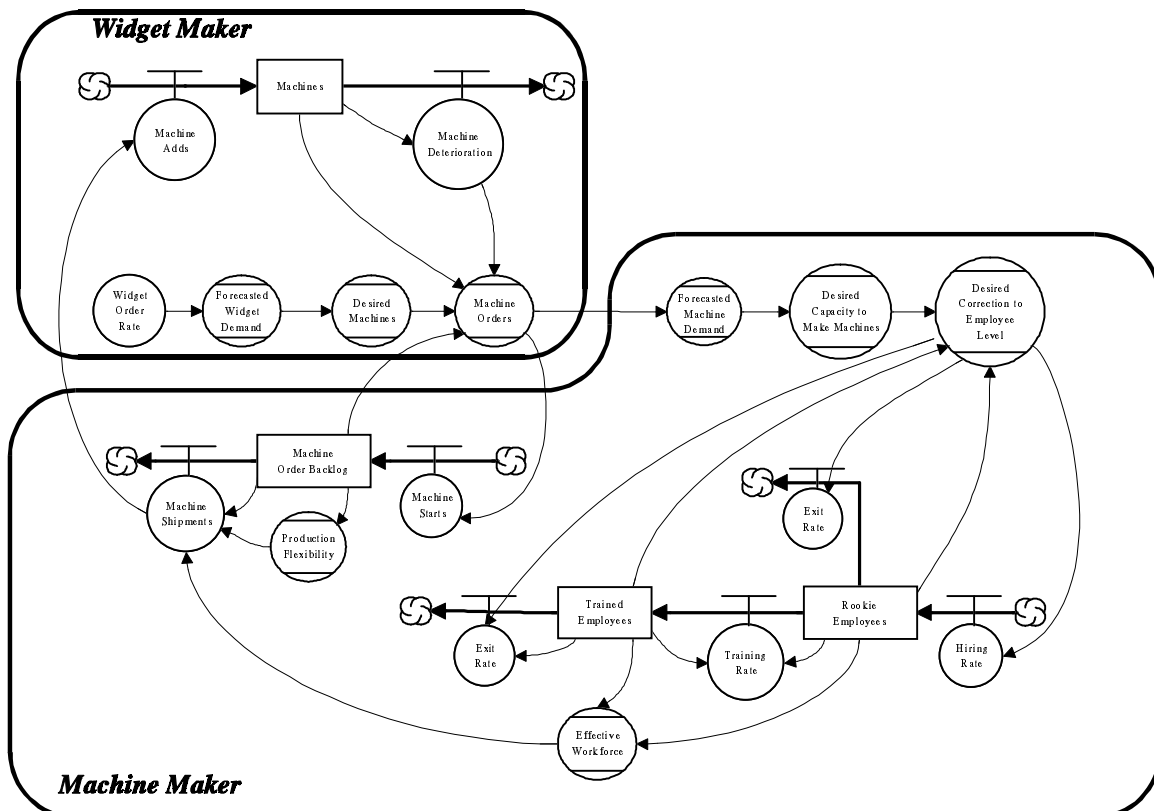 Widget Maker
Machines
Machine
Adds
Machine
Deterioration
Widget
Order
Rate
Forecasted
Widget
Demand
Desired
Machines
Machine
Orders
Forecasted
Machine
Demand
Desired
Capacity to
Make Machines
Desired
Correction to
Employee
Level
Machine
Order Backlog
Machine
Shipments
Machine
Starts
Production
Flexibility
Exit
Rate
Trained
Employees
Rookie
Employees
Exit
Rate
Training
Rate
Hiring
Rate
Effective
Workforce
Machine Maker